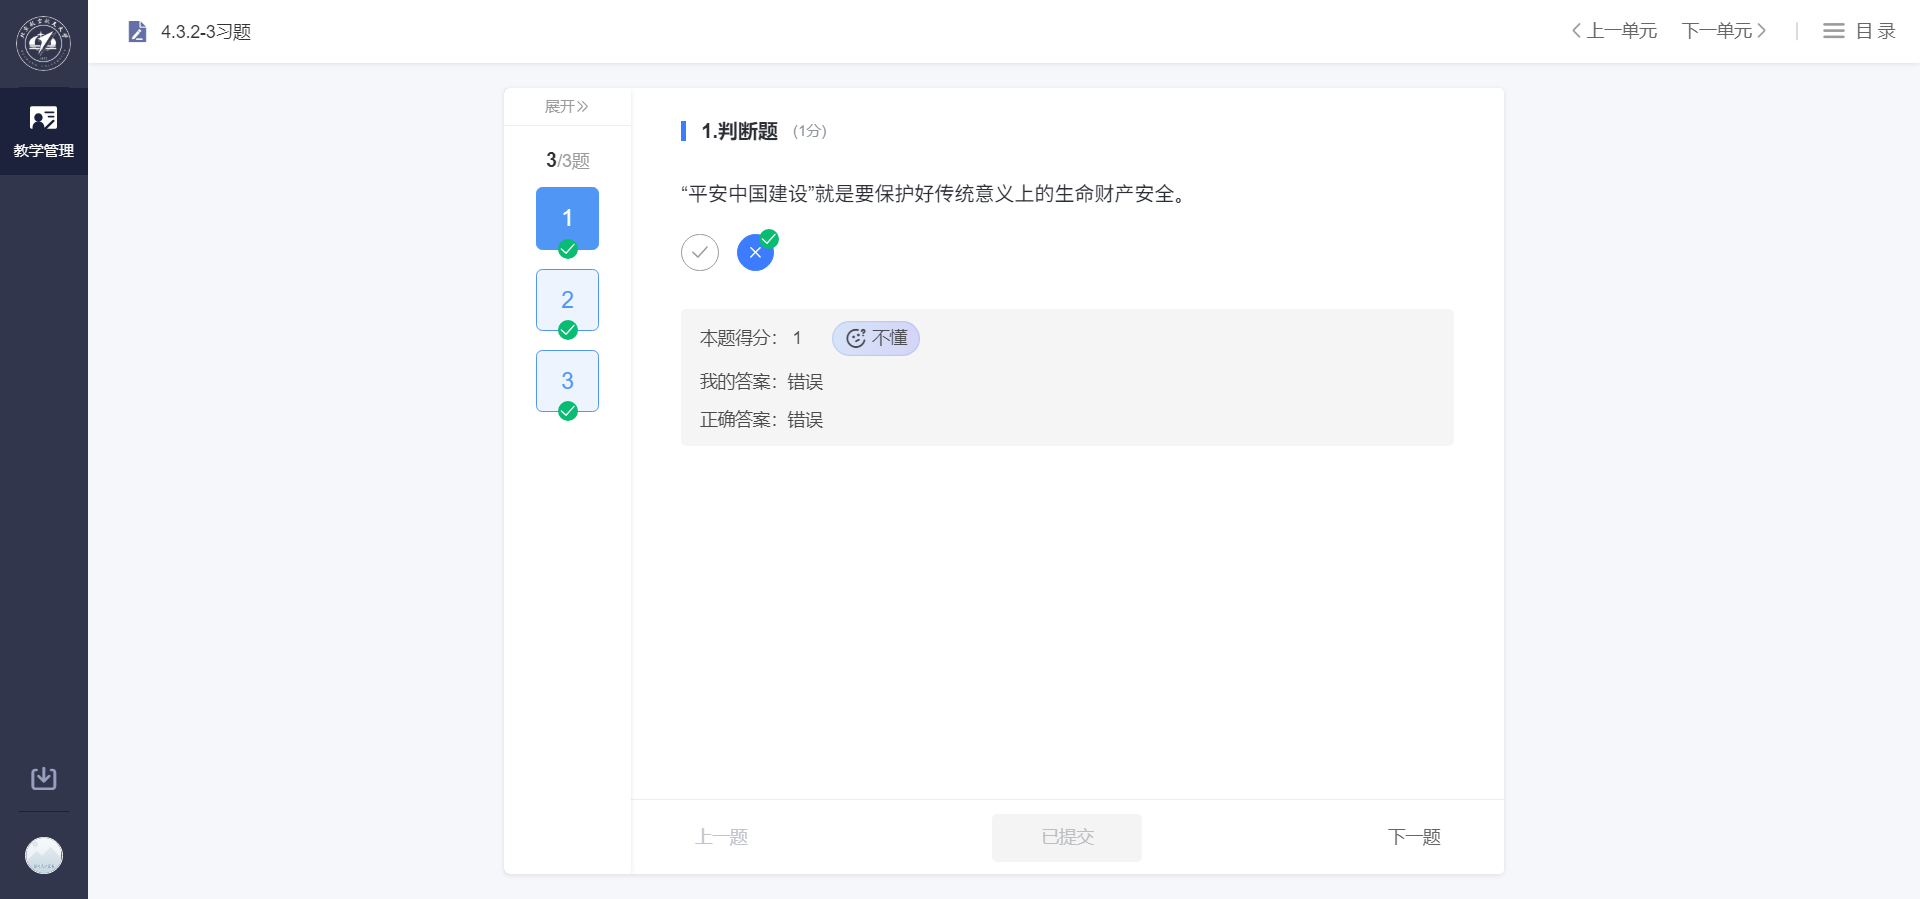 4.3.2-3习题
上一单元
下一单元
目录
教学管理
展开
3/3题
1
2
3
1.判断题 (1分)
“平安中国建设”就是要保护好传统意义上的生命财产安全。
本题得分： 1 不懂
我的答案：错误
正确答案：错误
上一题
已提交
下一题